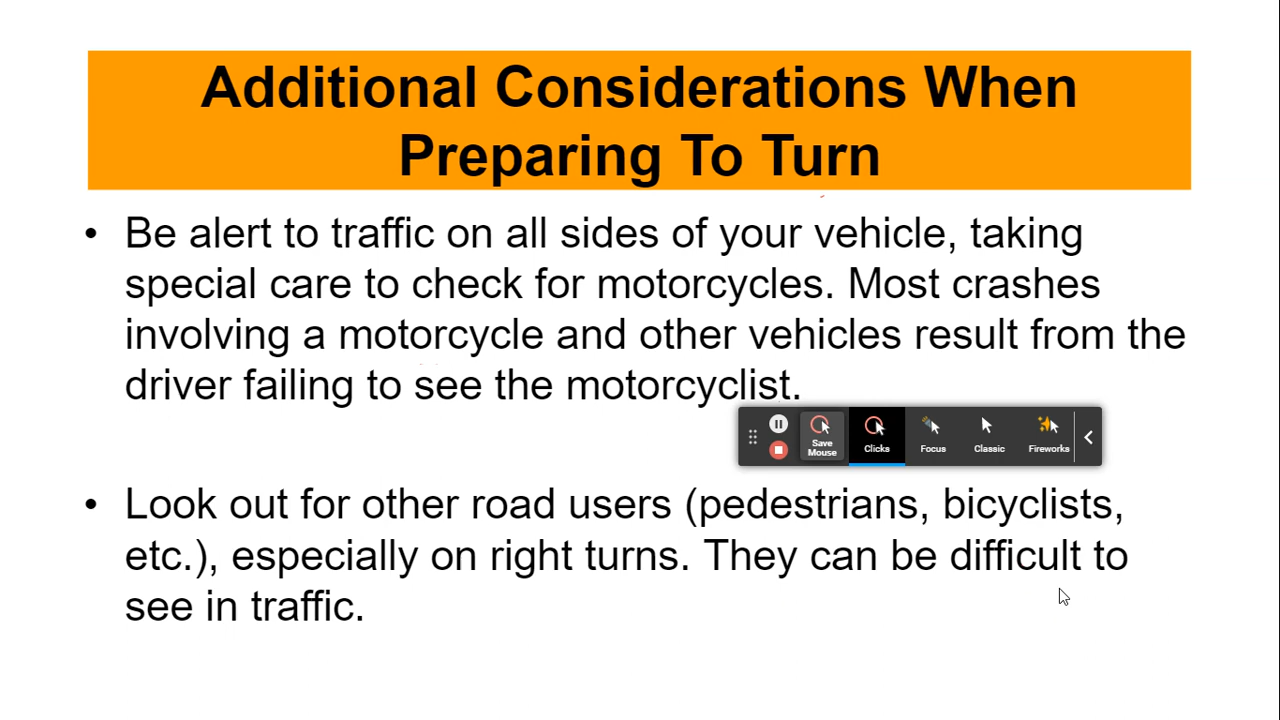 Additional Considerations When
Preparing To Turn
• Be alert to traffic on all sides of your vehicle, taking
special care to check for motorcycles. Most crashes
involving a motorcycle and other vehicles result from the
driver failing to see the motorcyclist.
Save Mouse Clicks Focus Classic Fireworks
• Look out for other road users (pedestrians, bicyclists,
etc.), especially on right turns. They can be difficult to
see in traffic.